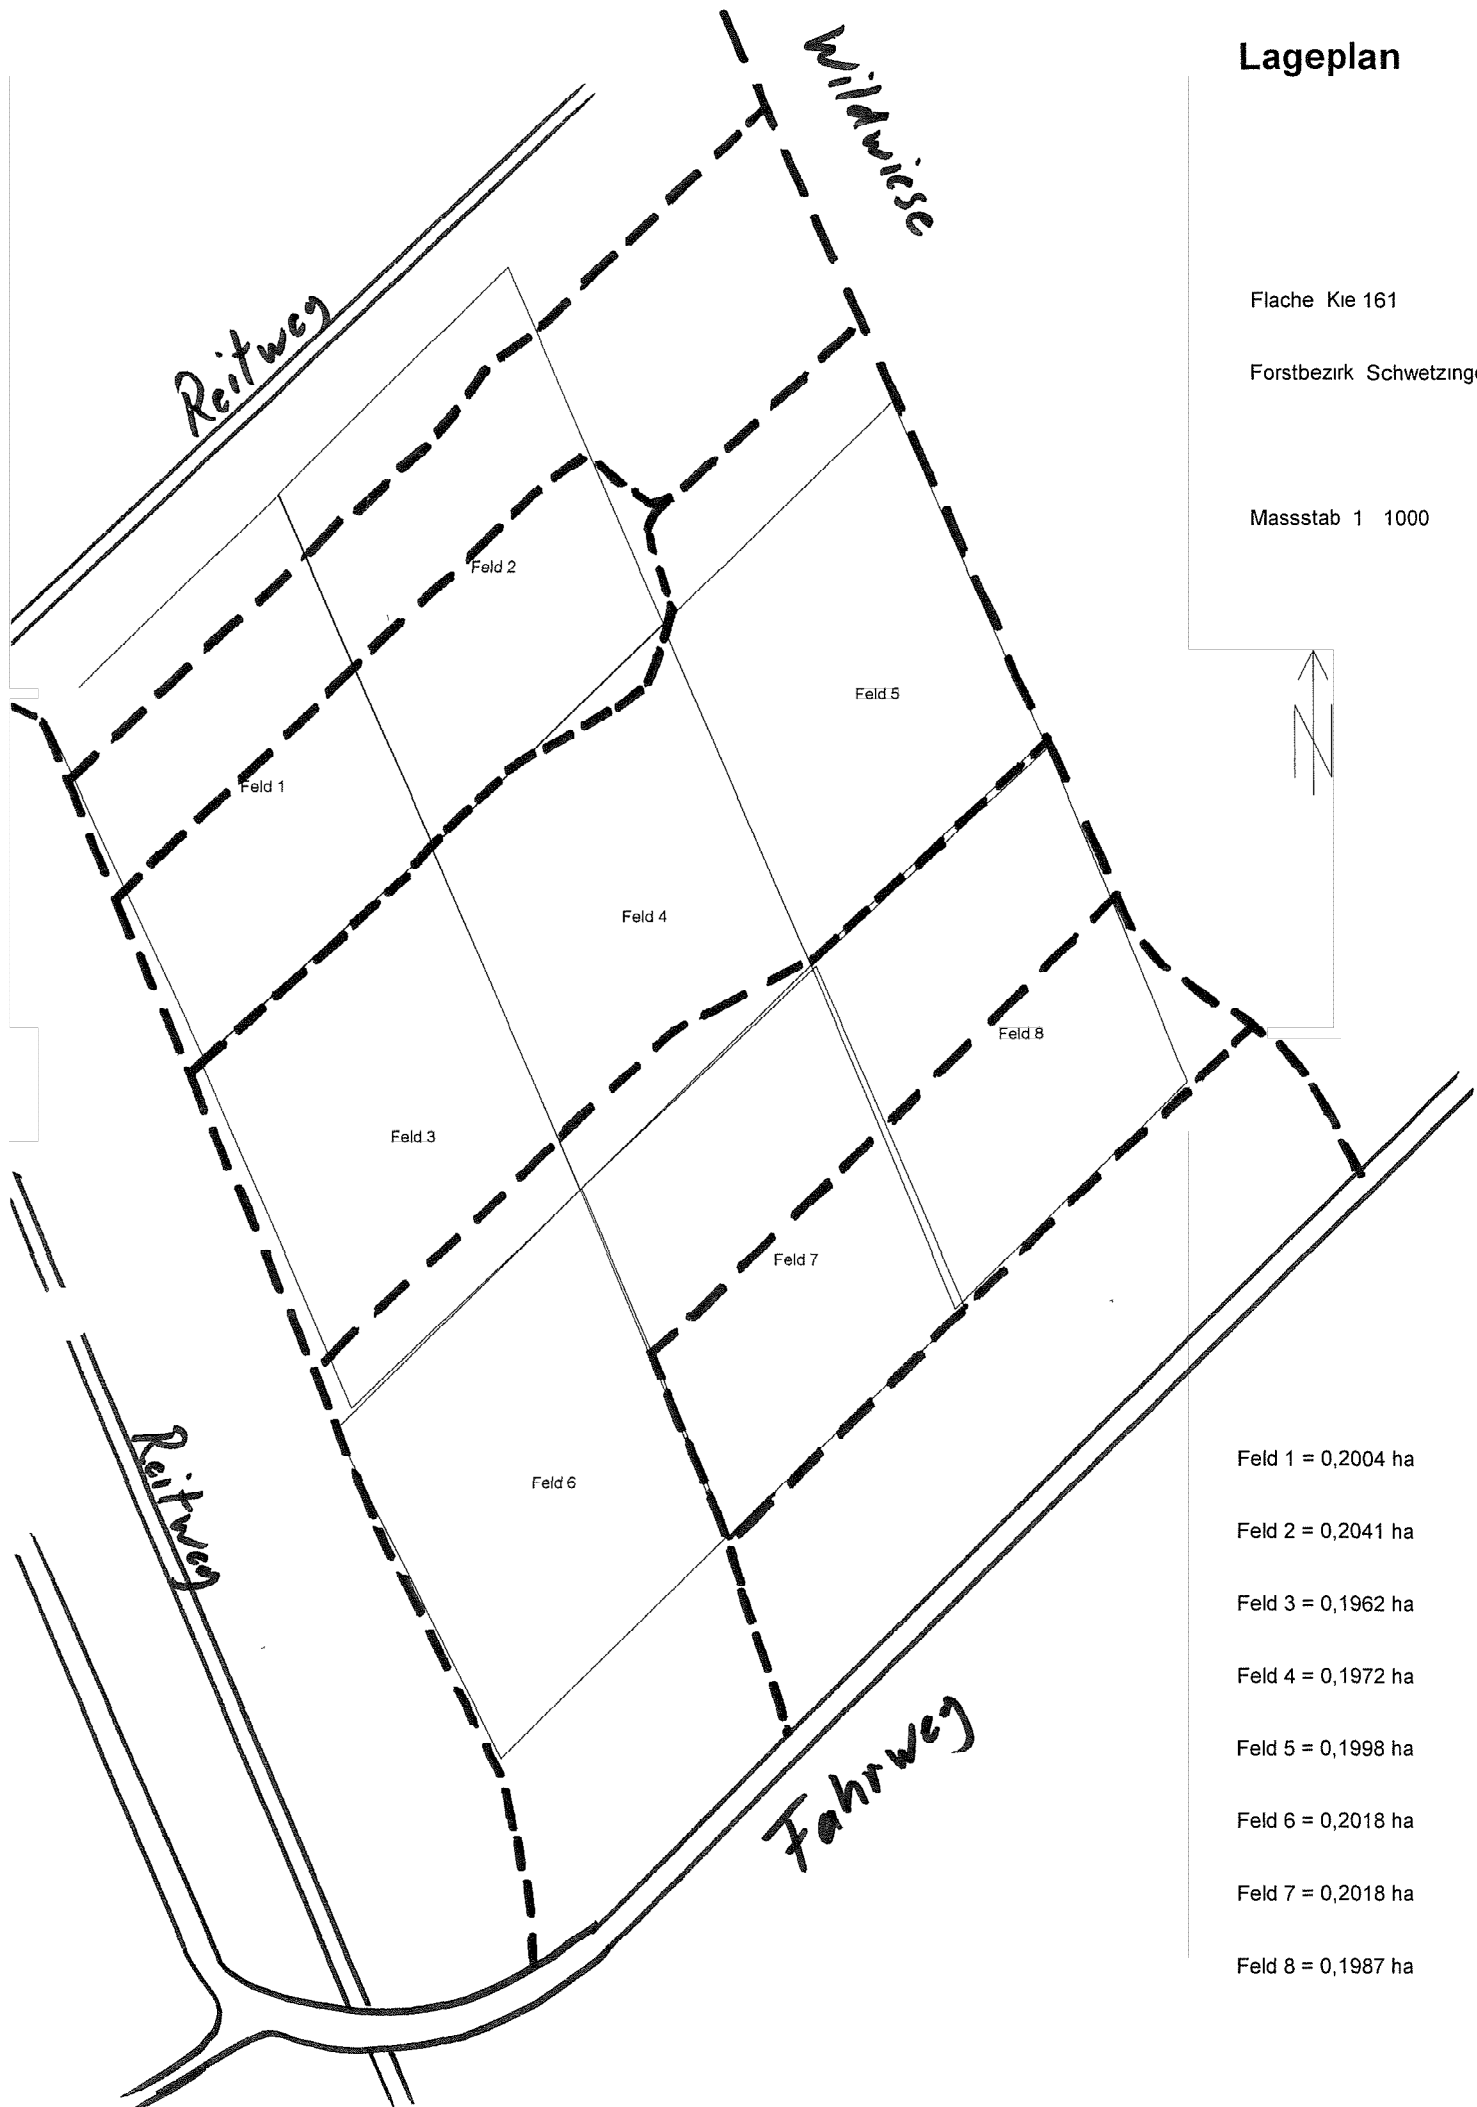 Lageplan
Wildwiese
Flache Kie 161
Reitweg
Forstbezirk Schwetzinge
Massstab 1 1000
Feld 2
N
Feld 5
Feld 1
Feld 4
Feld 8
Feld 3
Feld 7
Reitweg
Feld 6
Fahrweg
Feld 1 = 0,2004 ha
Feld 2 = 0,2041 ha
Feld 3 = 0,1962 ha
Feld 4 = 0,1972 ha
Feld 5 = 0,1998 ha
Feld 6 = 0,2018 ha
Feld 7 = 0,2018 ha
Feld 8 = 0,1987 ha